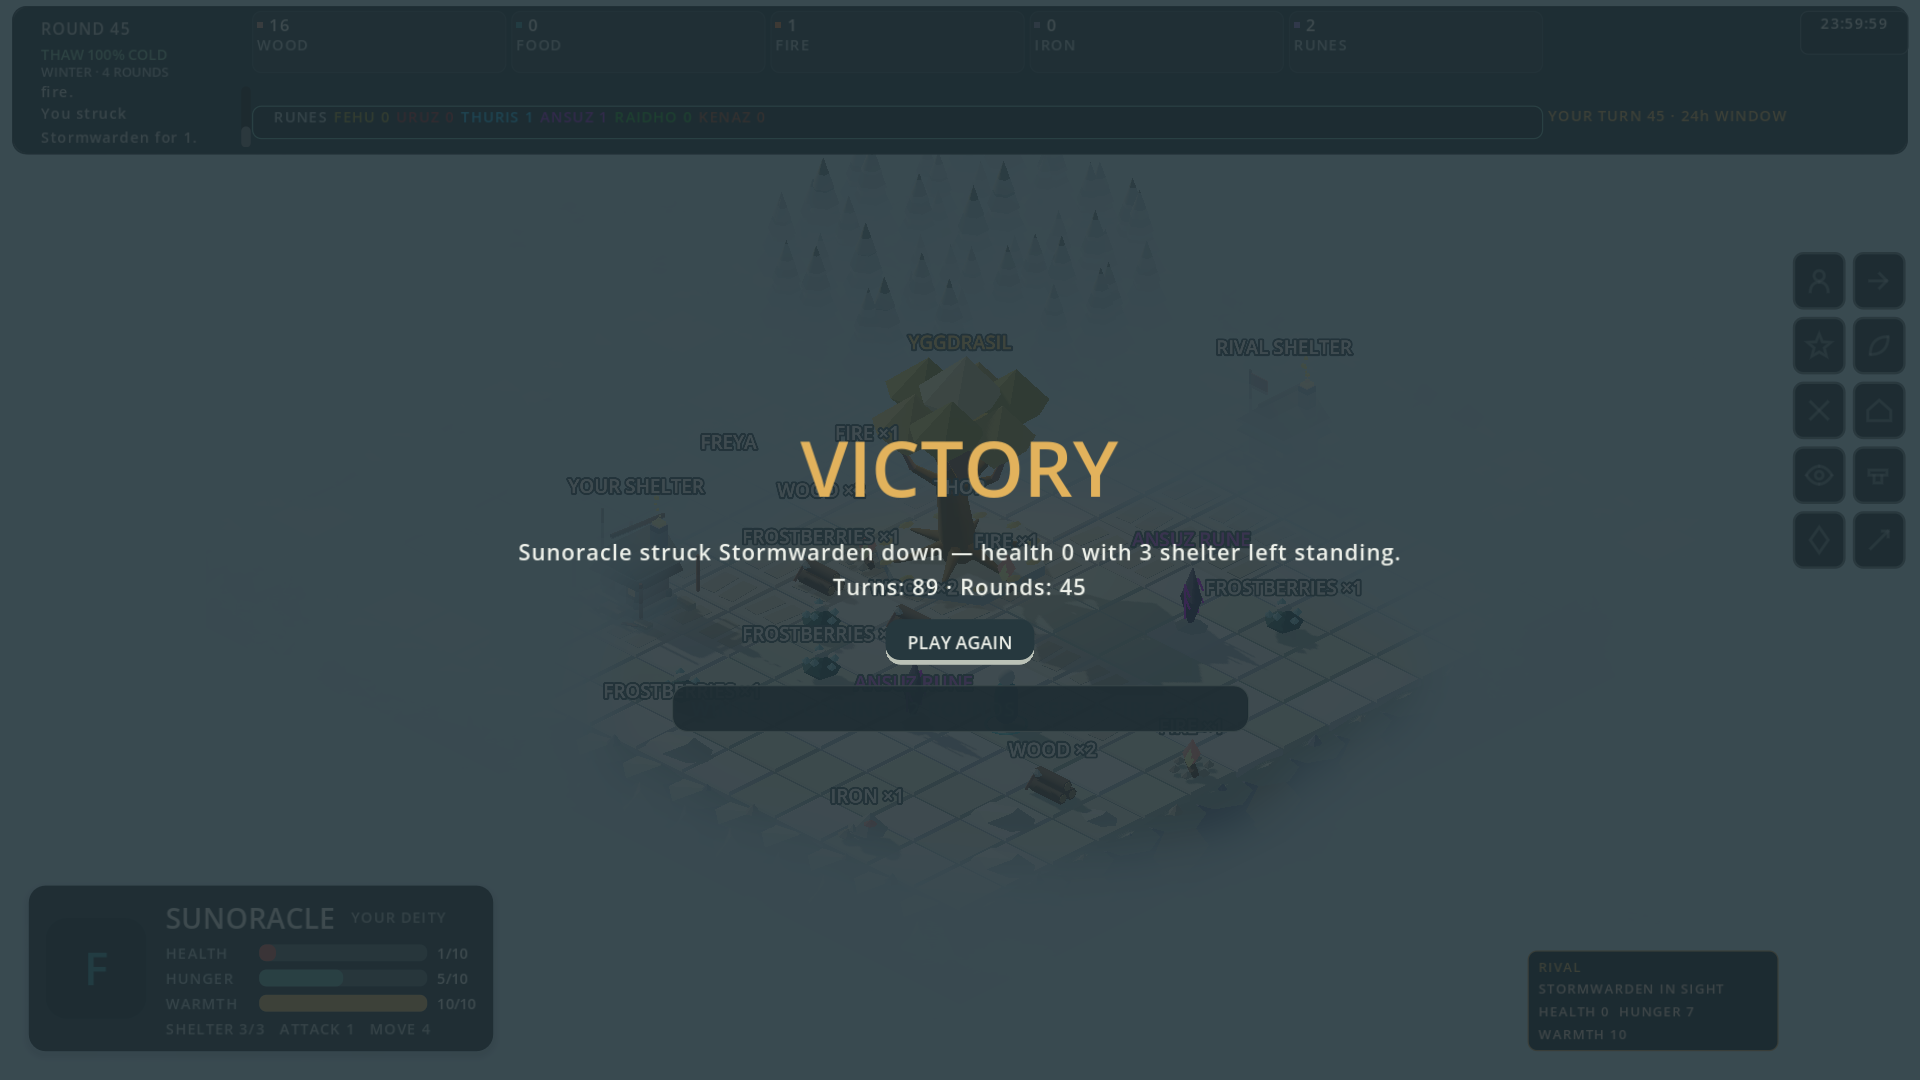 ROUND 45
THAW 100% COLD
WINTER · 4 ROUNDS
fire.
You struck
Stormwarden for 1.
16
WOOD
0
FOOD
1
FIRE
0
IRON
2
RUNES
23:59:59
RUNES FEHU 0 URUZ 0 THURIS 1 ANSUZ 1 RAIDHO 0 KENAZ 0
YOUR TURN 45 · 24h WINDOW
YGGDRASIL
RIVAL SHELTER
FIRE ×1
FREYA
YOUR SHELTER
WOOD
FROSTBERRIES ×1
FIRE ×1
ANSUZ RUNE
VICTORY
Sunoracle struck Stormwarden down — health 0 with 3 shelter left standing.
Turns: 89 · Rounds: 45
FROSTBERRIES ×1
FROSTBERRIES
PLAY AGAIN
ANSUZ RUNE
WOOD ×2
IRON ×1
SUNORACLE YOUR DEITY
F
HEALTH 1/10
HUNGER 5/10
WARMTH 10/10
SHELTER 3/3 ATTACK 1 MOVE 4
RIVAL
STORMWARDEN IN SIGHT
HEALTH 0 HUNGER 7
WARMTH 10